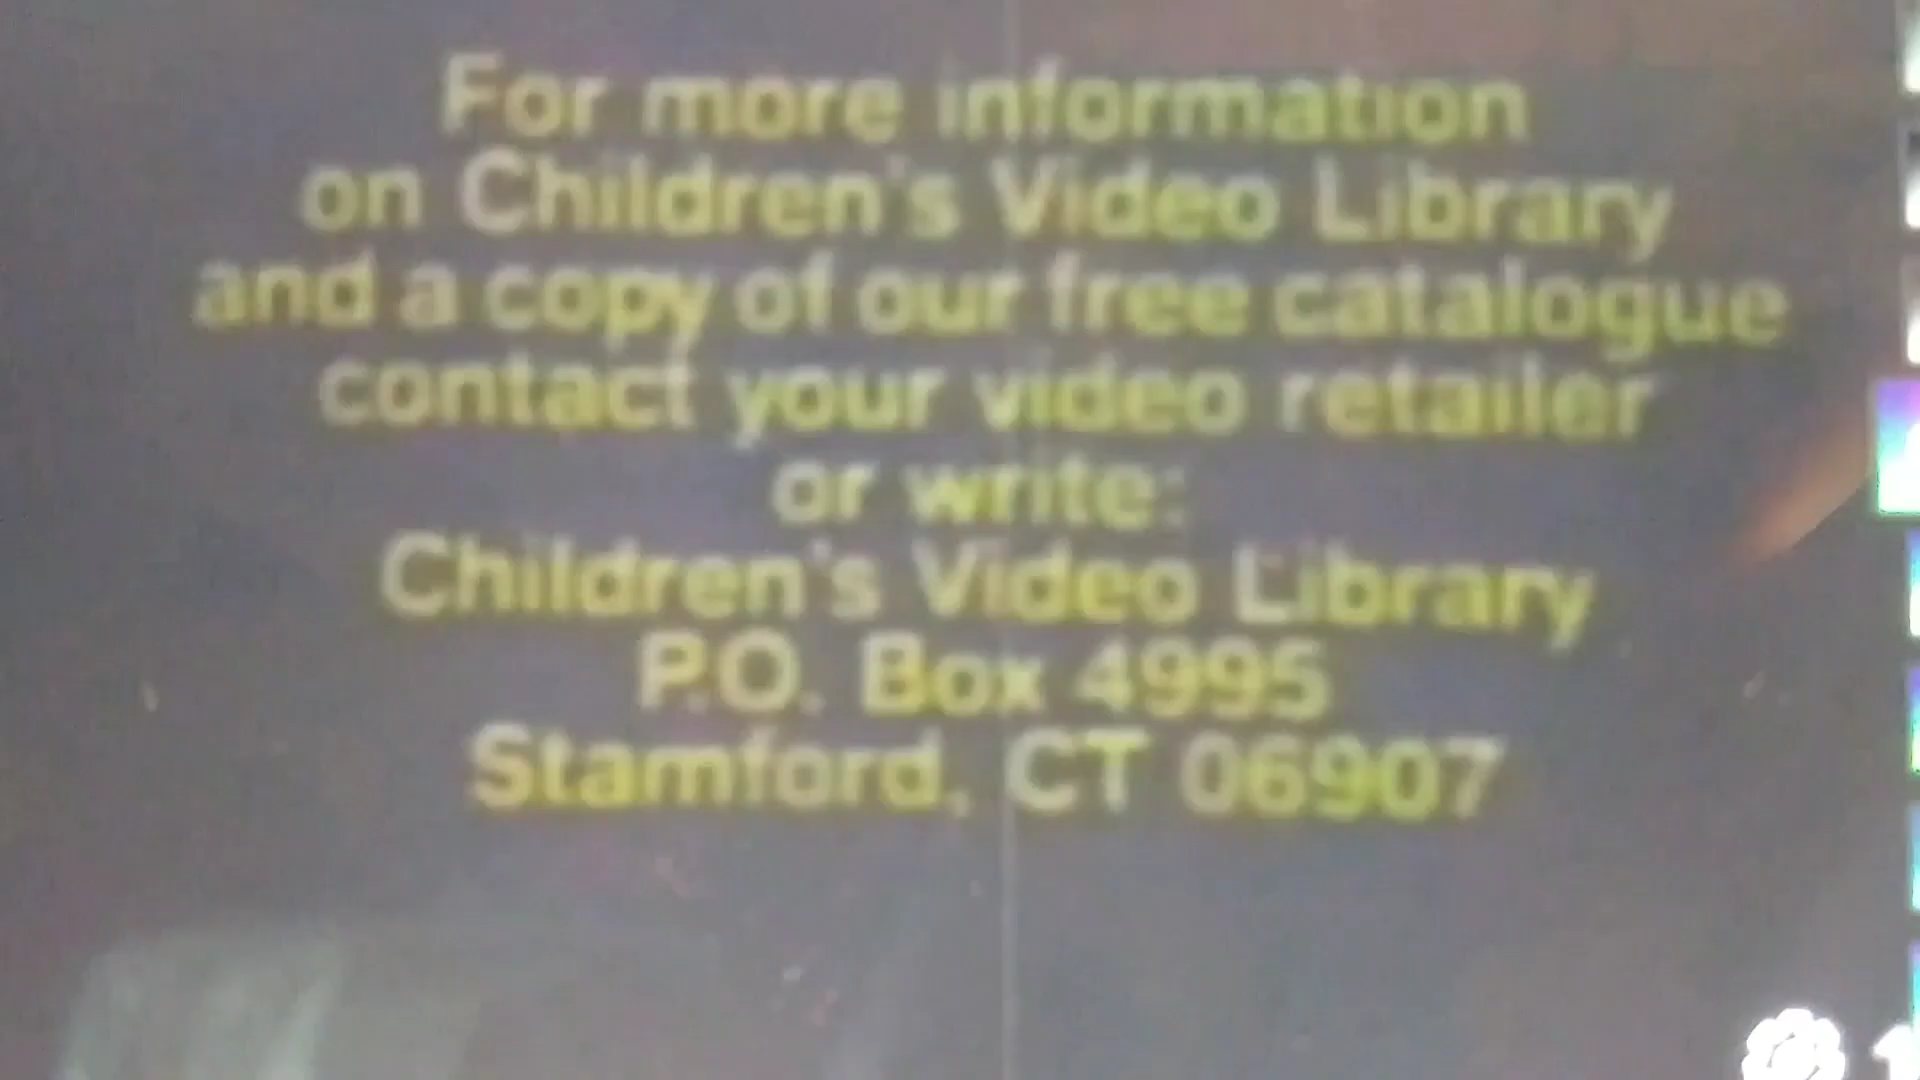 For more information
on Children's Video Library
and a copy of our free catalogue
contact your video retailer
or write:
Children's Video Library
P.O. Box 4995
Stamford, CT 06907